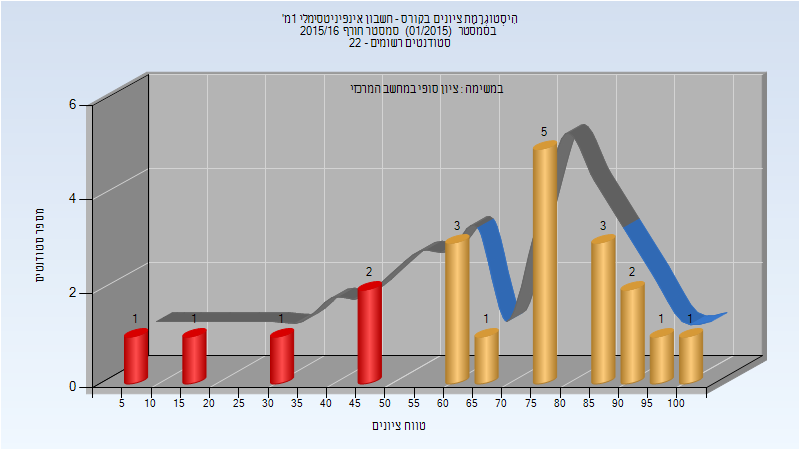 היסטוגרמת ציונים בקורס - חשבון אינפיניטסימלי 1מ'
בסמסטר (01/2015) סמסטר חורף 2015/16
סטודנטים רשומים - 22
במשימה : ציון סופי במחשב המרכזי
6
4
2
0
מספר סטודנטים
1
1
1
2
3
1
5
3
2
1
1
5 10 15 20 25 30 35 40 45 50 55 60 65 70 75 80 85 90 95 100
טווח ציונים